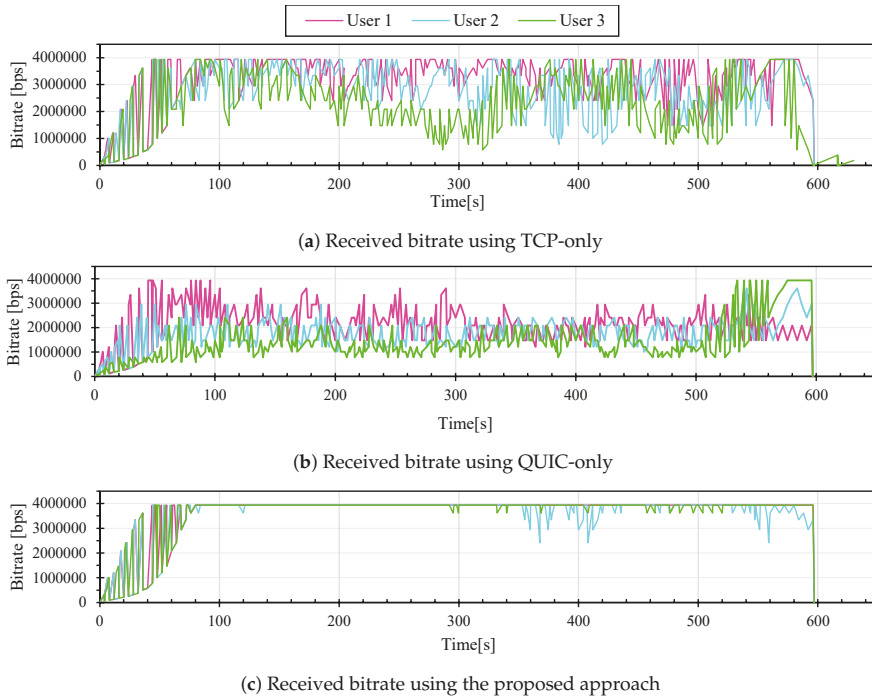 User 1 User 2 User 3
Bitrate [bps]
4000000
3000000
2000000
1000000
0
0 100 200 300 400 500 600
Time[s]
(a) Received bitrate using TCP-only
Bitrate [bps]
4000000
3000000
2000000
1000000
0
0 100 200 300 400 500 600
Time[s]
(b) Received bitrate using QUIC-only
Bitrate [bps]
4000000
3000000
2000000
1000000
0
0 100 200 300 400 500 600
Time[s]
(c) Received bitrate using the proposed approach